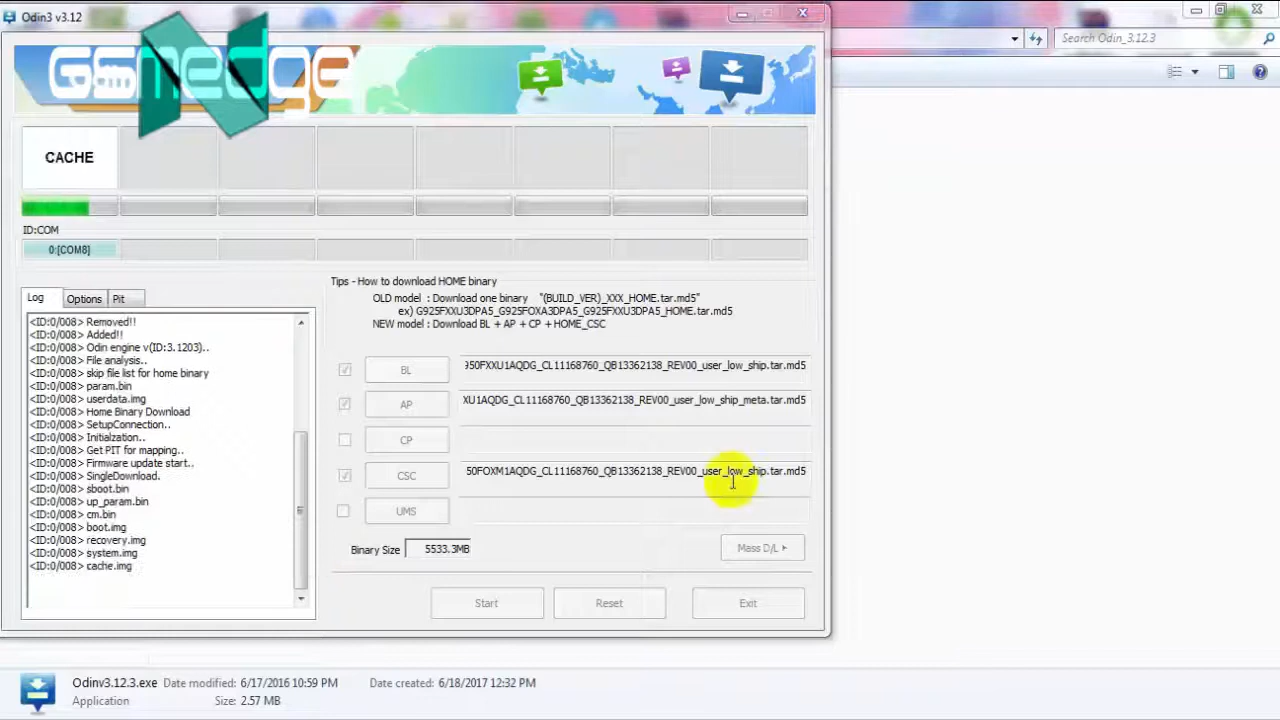 Odin3 v3.12
Gsmedge
Search Odin_3.12.3
CACHE
ID:COM
0:[COM8]
Log
Options
Pit
<ID:0/008> Removed!!
<ID:0/008> Added!!
<ID:0/008> Odin engine v(ID:3.1203)..
<ID:0/008> File analysis..
<ID:0/008> skip file list for home binary
<ID:0/008> param.bin
<ID:0/008> userdata.img
<ID:0/008> Home Binary Download
<ID:0/008> SetupConnection..
<ID:0/008> Initialzation..
<ID:0/008> Get PIT for mapping..
<ID:0/008> Firmware update start..
<ID:0/008> SingleDownload.
<ID:0/008> sboot.bin
<ID:0/008> up_param.bin
<ID:0/008> cm.bin
<ID:0/008> boot.img
<ID:0/008> recovery.img
<ID:0/008> system.img
<ID:0/008> cache.img
Tips - How to download HOME binary
OLD model : Download one binary "(BUILD_VER)_XXX_HOME.tar.md5"
ex) G925FXXU3DPA5_G925FOXA3DPA5_G925FXXU3DPA5_HOME.tar.md5
NEW model : Download BL + AP + CP + HOME_CSC
BL
950FXXU1AQDG_CL11168760_QB13362138_REV00_user_low_ship.tar.md5
AP
XU1AQDG_CL11168760_QB13362138_REV00_user_low_ship_meta.tar.md5
CP
CSC
50FOXM1AQDG_CL11168760_QB13362138_REV00_user_low_ship.tar.md5
UMS
Binary Size 5533.3MB
Mass D/L
Start
Reset
Exit
Odinv3.12.3.exe Date modified: 6/17/2016 10:59 PM Date created: 6/18/2017 12:32 PM
Application Size: 2.57 MB